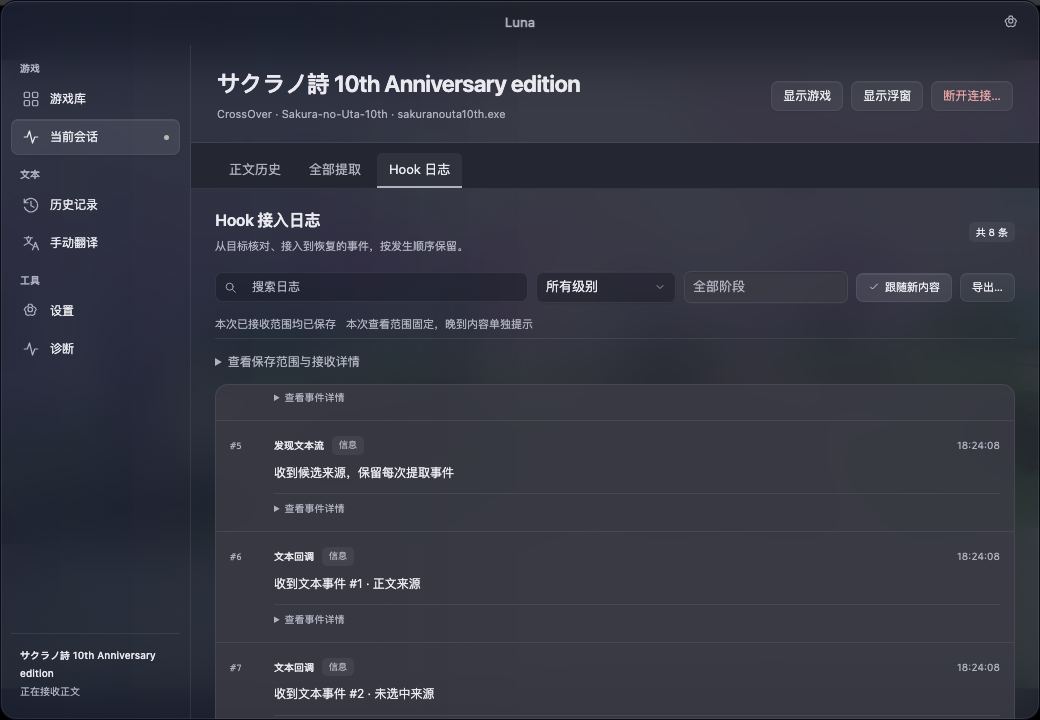 Luna
游戏
游戏库
当前会话
文本
历史记录
手动翻译
工具
设置
诊断
サクラノ詩 10th Anniversary edition
正在接收正文
サクラノ詩 10th Anniversary edition
CrossOver · Sakura-no-Uta-10th · sakuranouta10th.exe
显示游戏
显示浮窗
断开连接...
正文历史
全部提取
Hook 日志
Hook 接入日志
从目标核对、接入到恢复的事件，按发生顺序保留。
共 8 条
搜索日志
所有级别
全部阶段
跟随新内容
导出...
本次已接收范围均已保存 本次查看范围固定，晚到内容单独提示
查看保存范围与接收详情
查看事件详情
#5 发现文本流 信息 18:24:08
收到候选来源，保留每次提取事件
查看事件详情
#6 文本回调 信息 18:24:08
收到文本事件 #1 · 正文来源
查看事件详情
#7 文本回调 信息 18:24:08
收到文本事件 #2 · 未选中来源